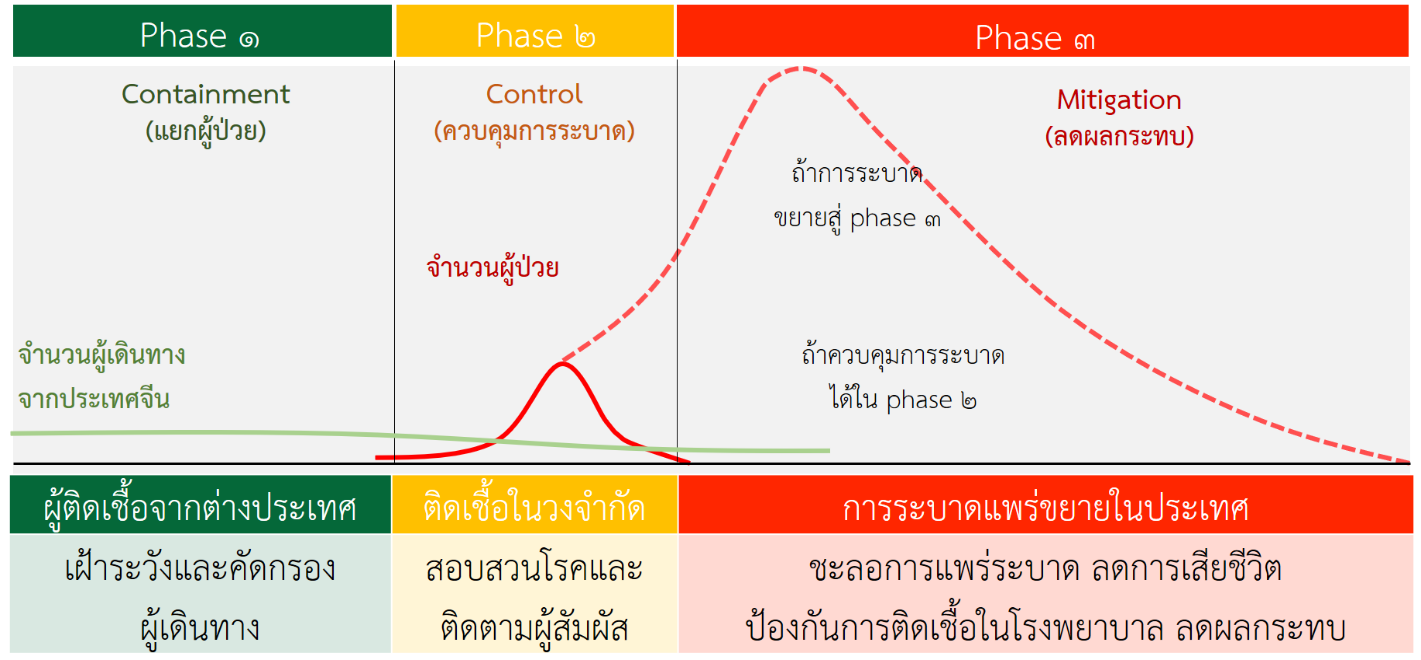 Phase ๑
Phase ๒
Phase ๓
Containment
(แยกผู้ป่วย)
Control
(ควบคุมการระบาด)
Mitigation
(ลดผลกระทบ)
ถ้าการระบาด
ขยายสู่ phase ๓
จำนวนผู้ป่วย
จำนวนผู้เดินทาง
จากประเทศจีน
ถ้าควบคุมการระบาด
ได้ใน phase ๒
ผู้ติดเชื้อจากต่างประเทศ
ติดเชื้อในวงจำกัด
การระบาดแพร่ขยายในประเทศ
เฝ้าระวังและคัดกรอง
ผู้เดินทาง
สอบสวนโรคและ
ติดตามผู้สัมผัส
ชะลอการแพร่ระบาด ลดการเสียชีวิต
ป้องกันการติดเชื้อในโรงพยาบาล ลดผลกระทบ